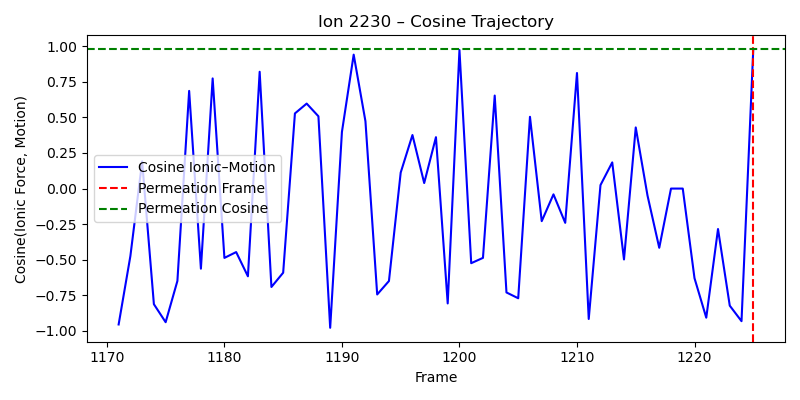 Ion 2230 – Cosine Trajectory
Cosine(Ionic Force, Motion)
1.00
0.75
0.50
0.25
0.00
−0.25
−0.50
−0.75
−1.00
Cosine Ionic–Motion
Permeation Frame
Permeation Cosine
1170 1180 1190 1200 1210 1220
Frame